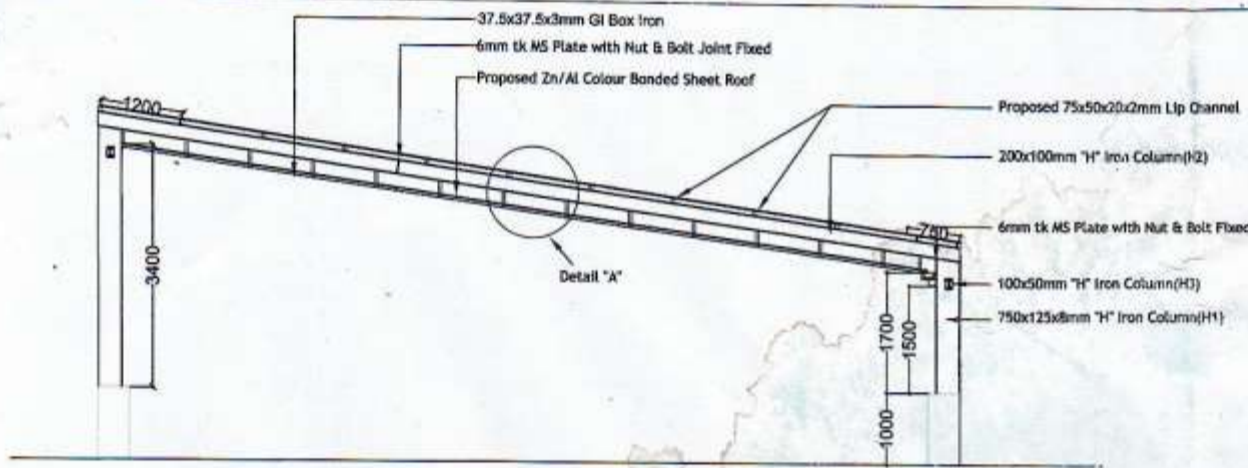 37.5x37.5x3mm GI Box Iron
6mm tk MS Plate with Nut & Bolt Joint Fixed
Proposed Zn/Al Colour Bonded Sheet Roof
1200
Proposed 75x50x20x2mm Lip Channel
200x100mm "H" Iron Column(H2)
750
6mm tk MS Plate with Nut & Bolt Fixed
3400
Detail "A"
100x50mm "H" Iron Column(H3)
1700
1500
750x125x8mm "H" Iron Column(H1)
1000